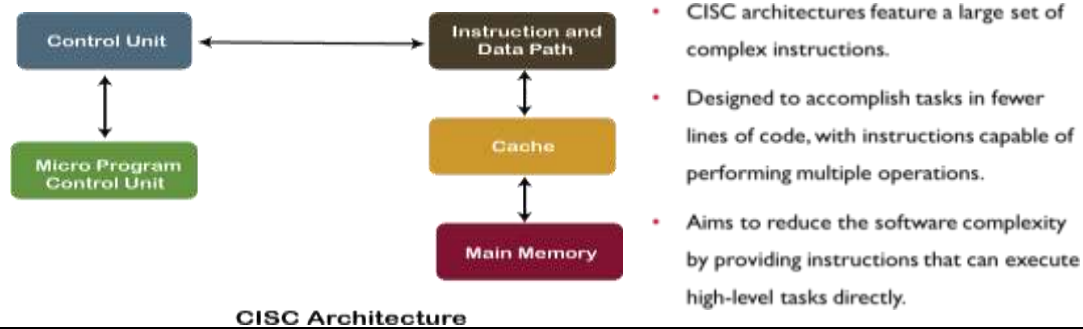 Control Unit
Instruction and
Data Path
Micro Program
Control Unit
Cache
Main Memory
CISC Architecture
• CISC architectures feature a large set of
complex instructions.
• Designed to accomplish tasks in fewer
lines of code, with instructions capable of
performing multiple operations.
• Aims to reduce the software complexity
by providing instructions that can execute
high-level tasks directly.